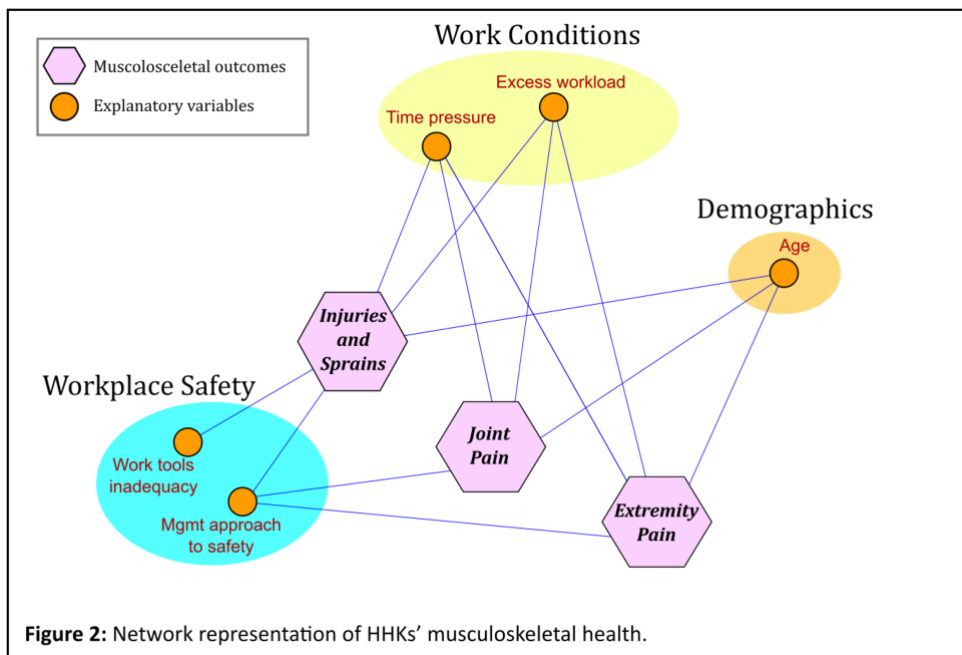 Work Conditions
Muscolosceletal outcomes
Explanatory variables
Excess workload
Time pressure
Demographics
Age
Injuries
and
Sprains
Workplace Safety
Work tools
inadequacy
Mgmt approach
to safety
Joint
Pain
Extremity
Pain
Figure 2: Network representation of HHKs' musculoskeletal health.